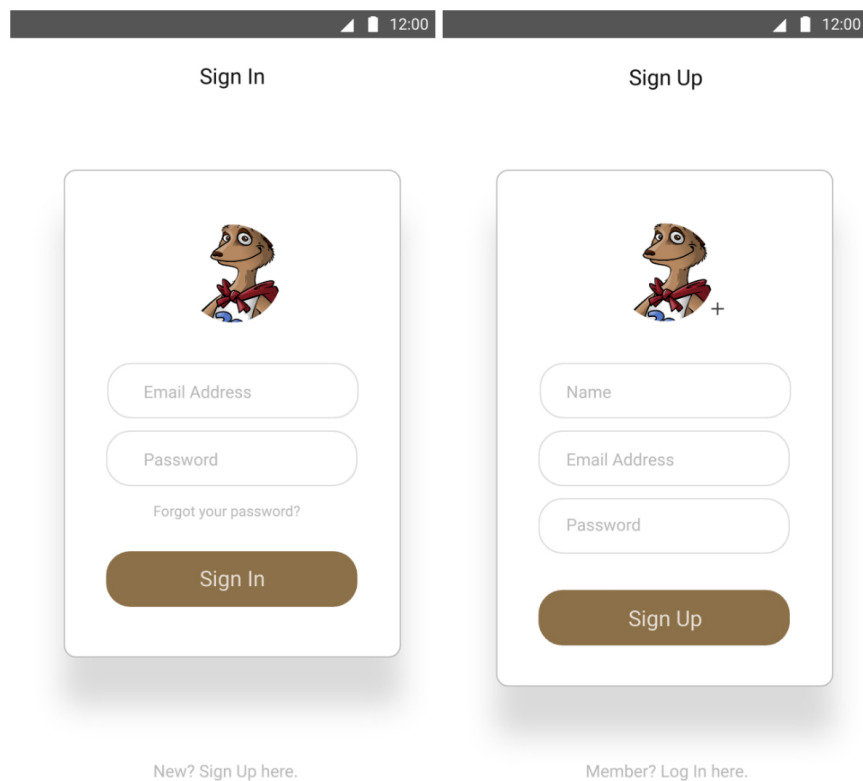 12:00
Sign In
Email Address
Password
Forgot your password?
Sign In
New? Sign Up here.
12:00
Sign Up
Name
Email Address
Password
Sign Up
Member? Log In here.